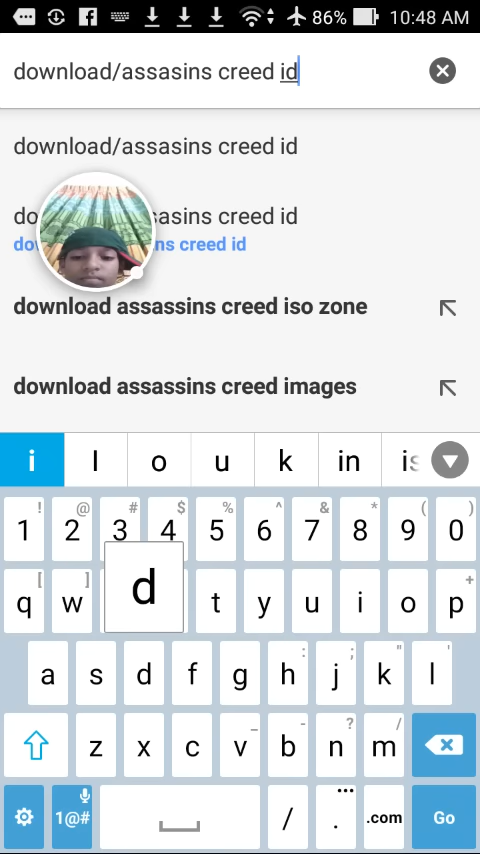 86% 10:48 AM
download/assasins creed id
download/assasins creed id
do sasins creed id
dow ns creed id
download assassins creed iso zone
download assassins creed images
i l o u k in is
! @ # $ % ^ & * ( )
1 2 3 4 5 6 7 8 9 0
[ ] +
q w d t y u i o p
: ; " '
a s d f g h j k l
_ - ? /
z x c v b n m
1@# / . ... .com Go